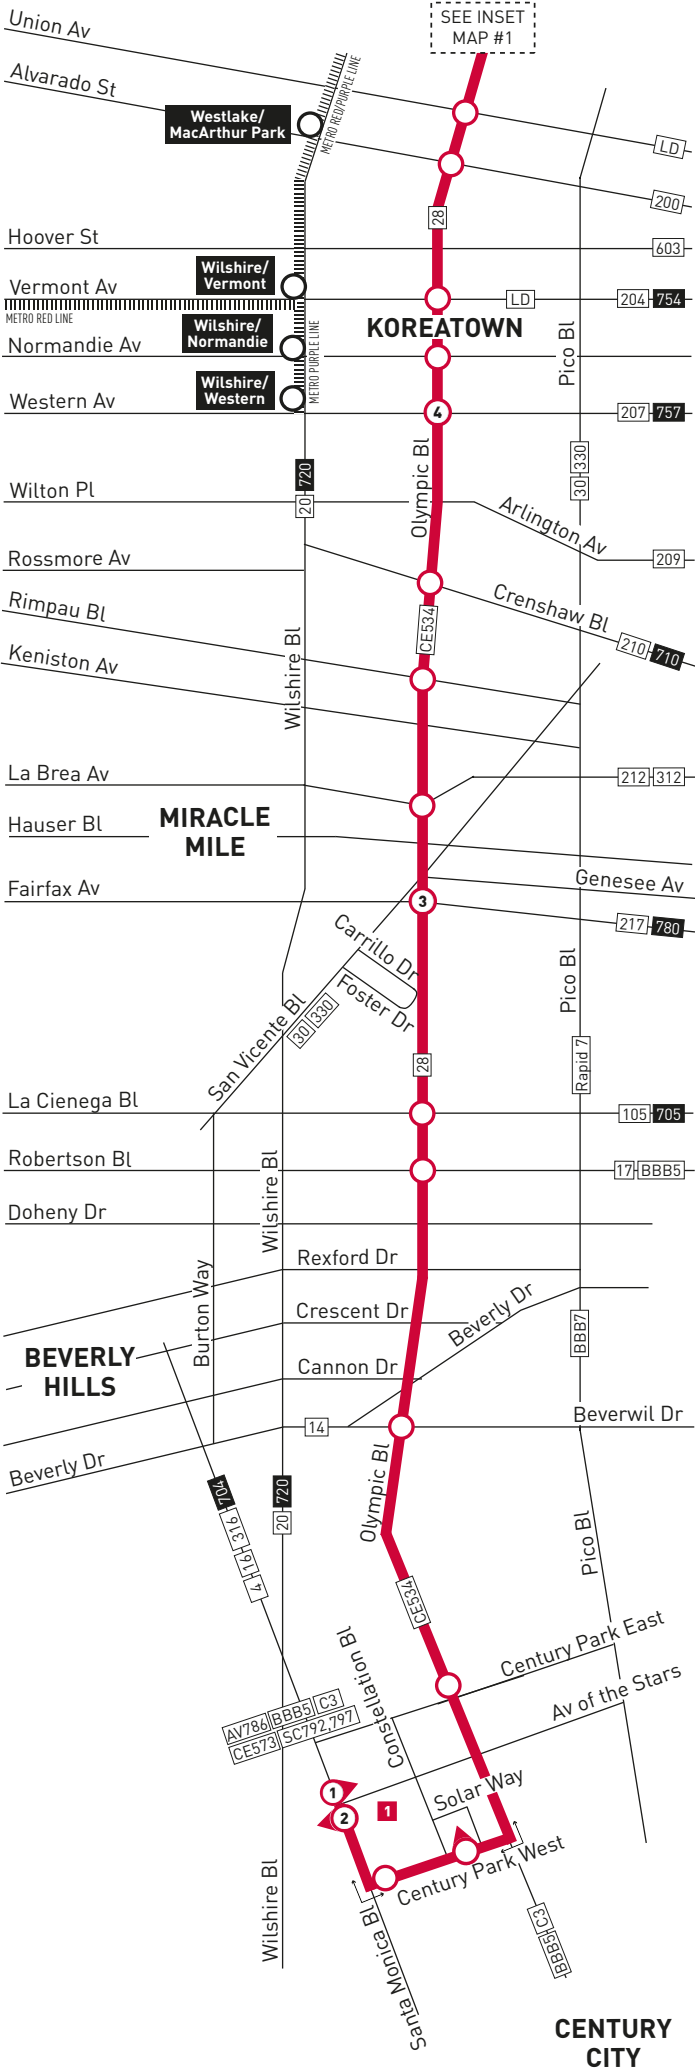 SEE INSET
MAP #1
Union Av
Alvarado St
METRO RED/PURPLE LINE
Westlake/
MacArthur Park
LD
200
28
Hoover St
603
Wilshire/
Vermont
Vermont Av
LD
204 754
METRO RED LINE
KOREATOWN
Wilshire/
Normandie
Normandie Av
METRO PURPLE LINE
Pico Bl
Wilshire/
Western
Western Av
4
207 757
Olympic Bl
720
20
30 330
Wilton Pl
Arlington Av
209
Rossmore Av
Rimpau Bl
Crenshaw Bl
210 710
CE534
Keniston Av
Wilshire Bl
La Brea Av
212 312
MIRACLE
MILE
Hauser Bl
Genesee Av
Fairfax Av
3
217 780
Carrillo Dr
Foster Dr
Pico Bl
San Vicente Bl
30 330
28
Rapid 7
La Cienega Bl
105 705
Robertson Bl
17 BBB5
Wilshire Bl
Doheny Dr
Rexford Dr
Burton Way
Crescent Dr
Beverly Dr
BBB7
BEVERLY
HILLS
Cannon Dr
14
Beverwil Dr
Beverly Dr
Olympic Bl
704
4 16 316
720
20
Pico Bl
CE534
Century Park East
Constellation Bl
Av of the Stars
AV786 BBB5 C3
CE573 SC792,797
1
2
1
Solar Way
Century Park West
Wilshire Bl
Santa Monica Bl
BBB5 C3
CENTURY
CITY